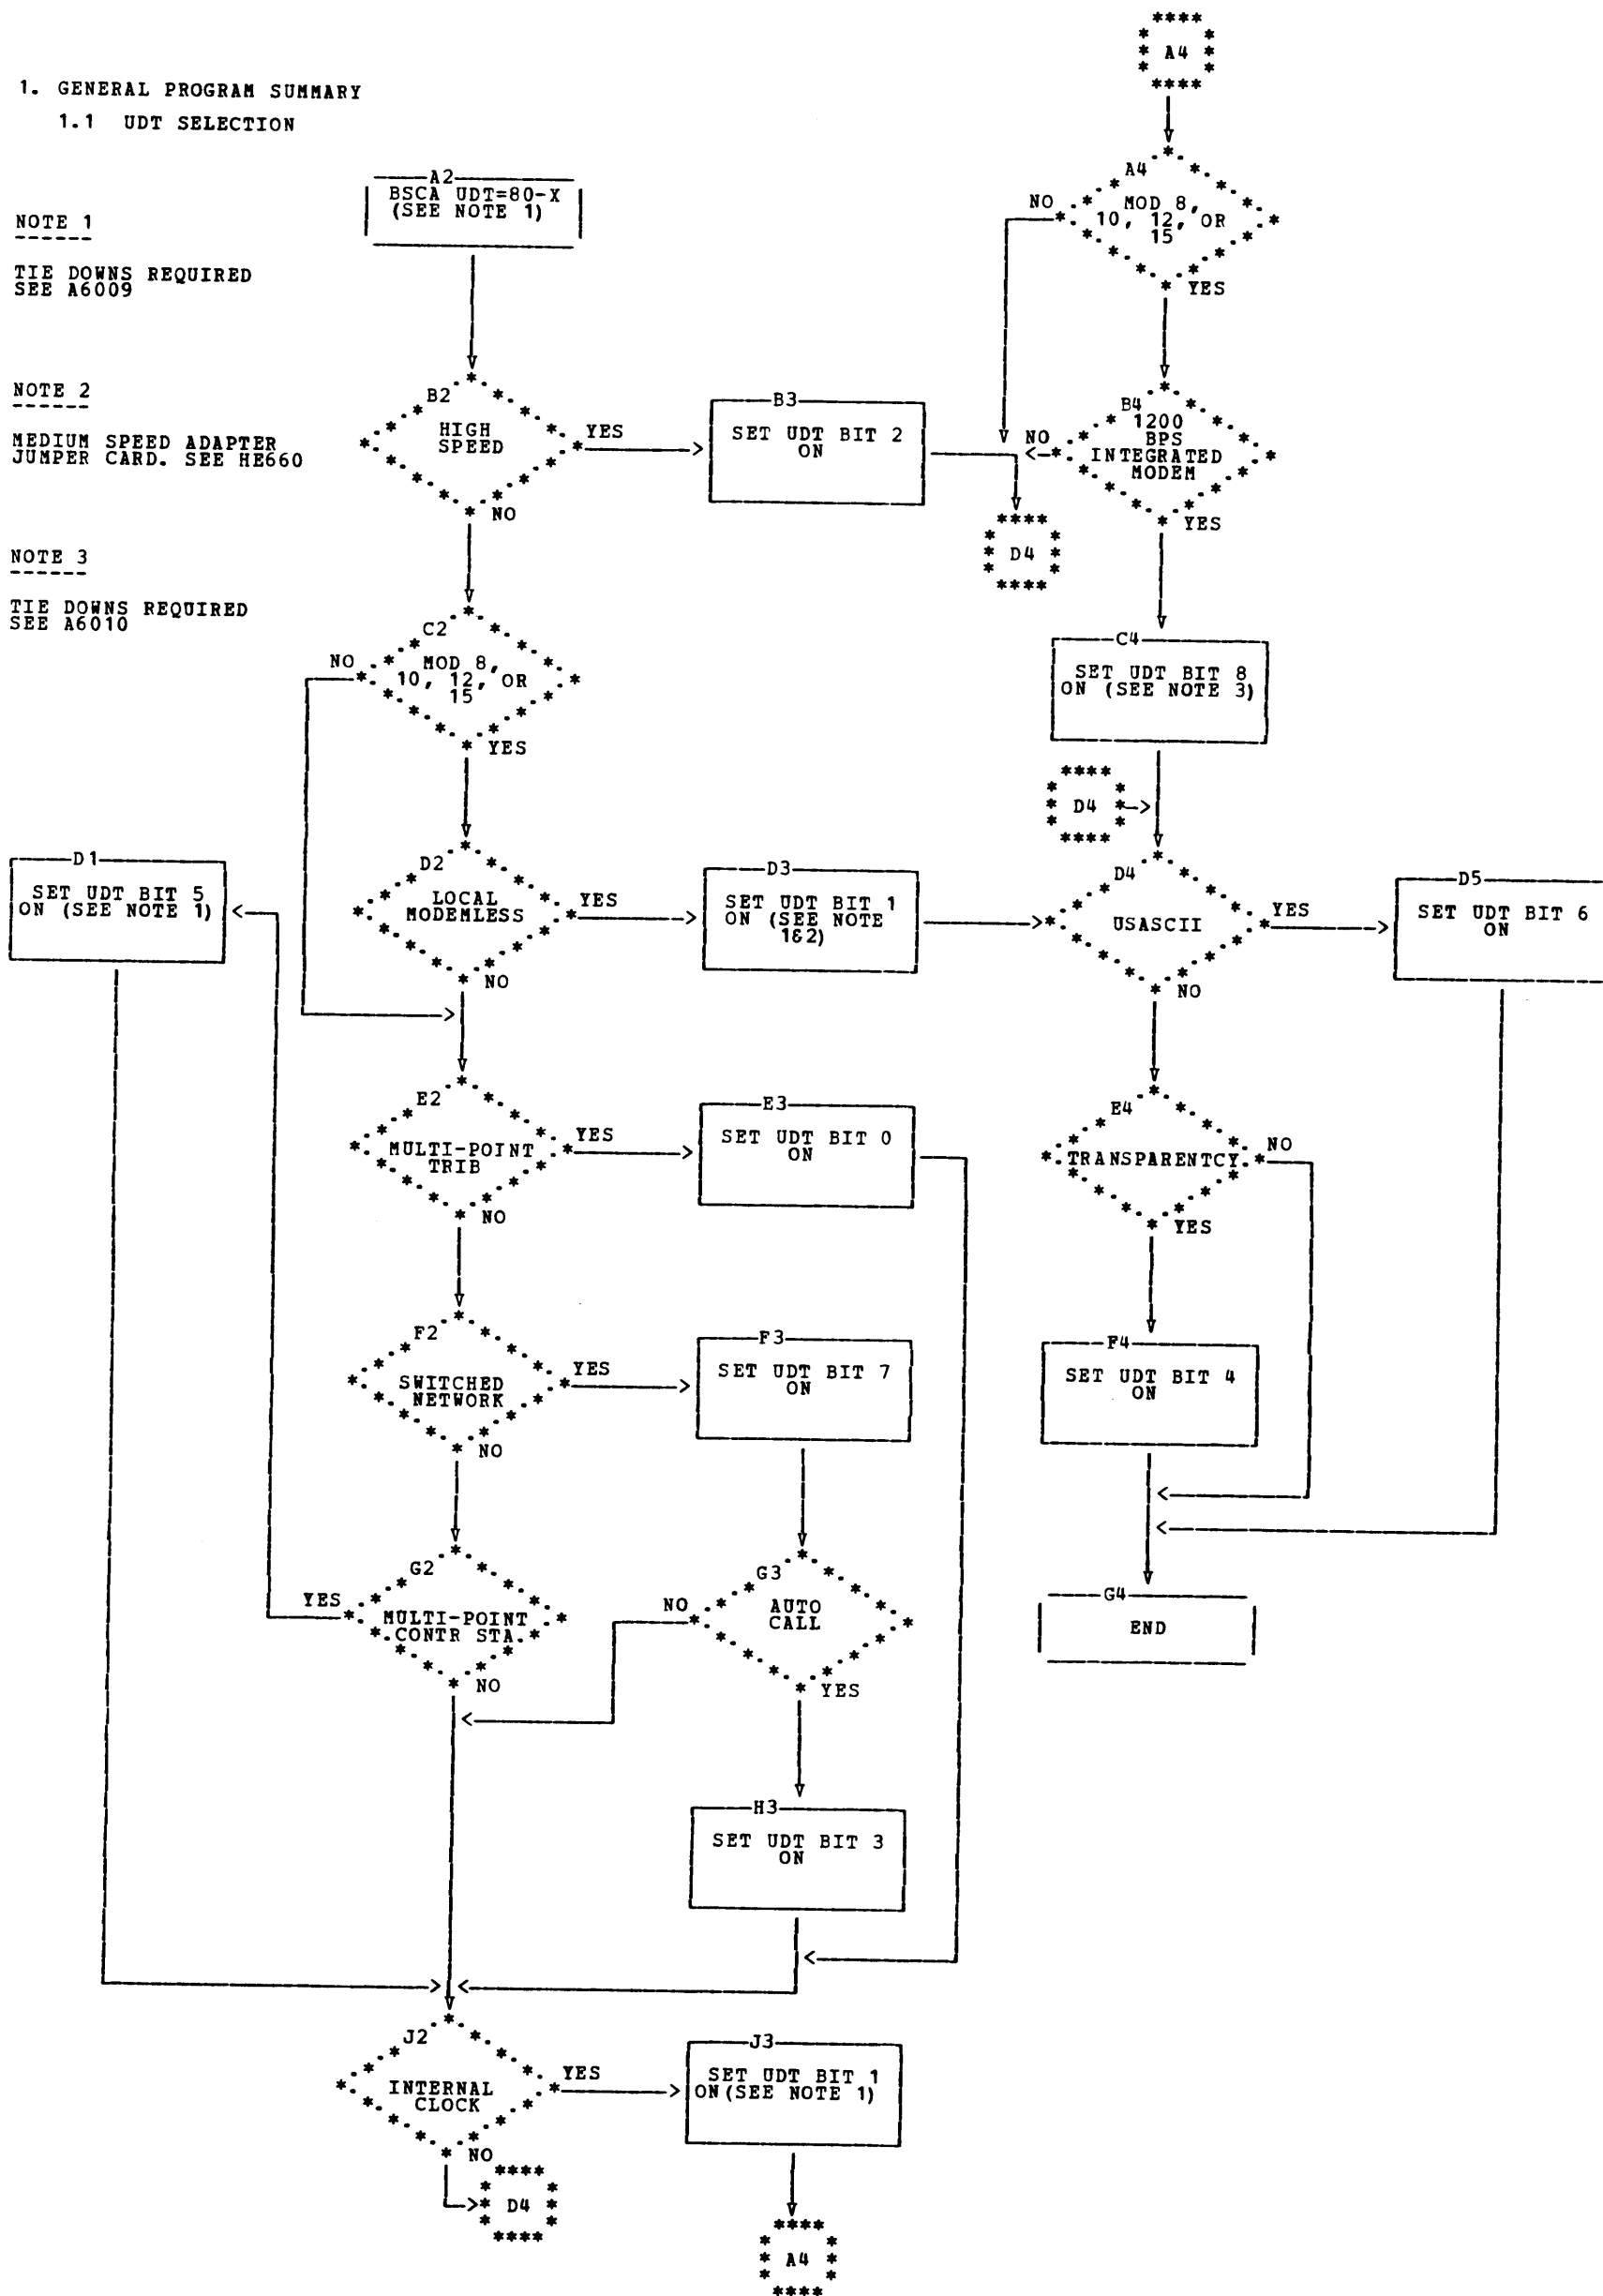 1. GENERAL PROGRAM SUMMARY
1.1 UDT SELECTION
NOTE 1
TIE DOWNS REQUIRED
SEE A6009
NOTE 2
MEDIUM SPEED ADAPTER
JUMPER CARD. SEE HE660
NOTE 3
TIE DOWNS REQUIRED
SEE A6010
A2
BSCA UDT=80-X
(SEE NOTE 1)
B2
HIGH
SPEED
YES
NO
B3
SET UDT BIT 2
ON
D4
C2
MOD 8,
10, 12, OR
15
NO
YES
D2
LOCAL
MODEMLESS
YES
NO
D3
SET UDT BIT 1
ON (SEE NOTE
1&2)
D1
SET UDT BIT 5
ON (SEE NOTE 1)
E2
MULTI-POINT
TRIB
YES
NO
E3
SET UDT BIT 0
ON
F2
SWITCHED
NETWORK
YES
NO
F3
SET UDT BIT 7
ON
G2
MULTI-POINT
CONTR STA.
YES
NO
G3
AUTO
CALL
NO
YES
H3
SET UDT BIT 3
ON
J2
INTERNAL
CLOCK
YES
NO
D4
J3
SET UDT BIT 1
ON(SEE NOTE 1)
A4
A4
A4
MOD 8,
10, 12, OR
15
NO
YES
B4
1200
BPS
INTEGRATED
MODEM
NO
YES
C4
SET UDT BIT 8
ON (SEE NOTE 3)
D4
D4
USASCII
YES
NO
D5
SET UDT BIT 6
ON
E4
TRANSPARENTCY
NO
YES
F4
SET UDT BIT 4
ON
G4
END